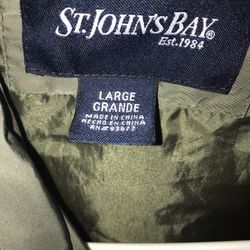 ST. JOHN'S BAY®
Est. 1984
LARGE
GRANDE
MADE IN CHINA
HECHO EN CHINA
RN#93677